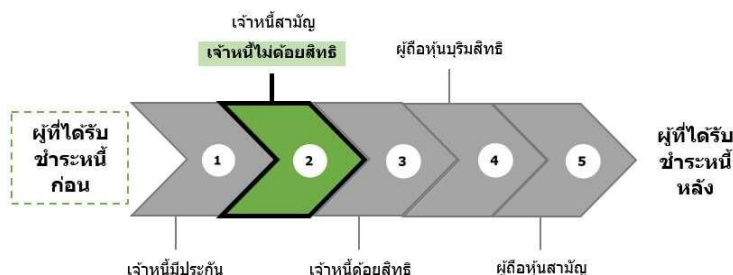 เจ้าหนี้สามัญ
เจ้าหนี้ไม่ด้อยสิทธิ
ผู้ถือหุ้นบุริมสิทธิ
ผู้ที่ได้รับ
ชำระหนี้
ก่อน
1
2
3
4
5
ผู้ที่ได้รับ
ชำระหนี้
หลัง
เจ้าหนี้มีประกัน
เจ้าหนี้ด้อยสิทธิ
ผู้ถือหุ้นสามัญ